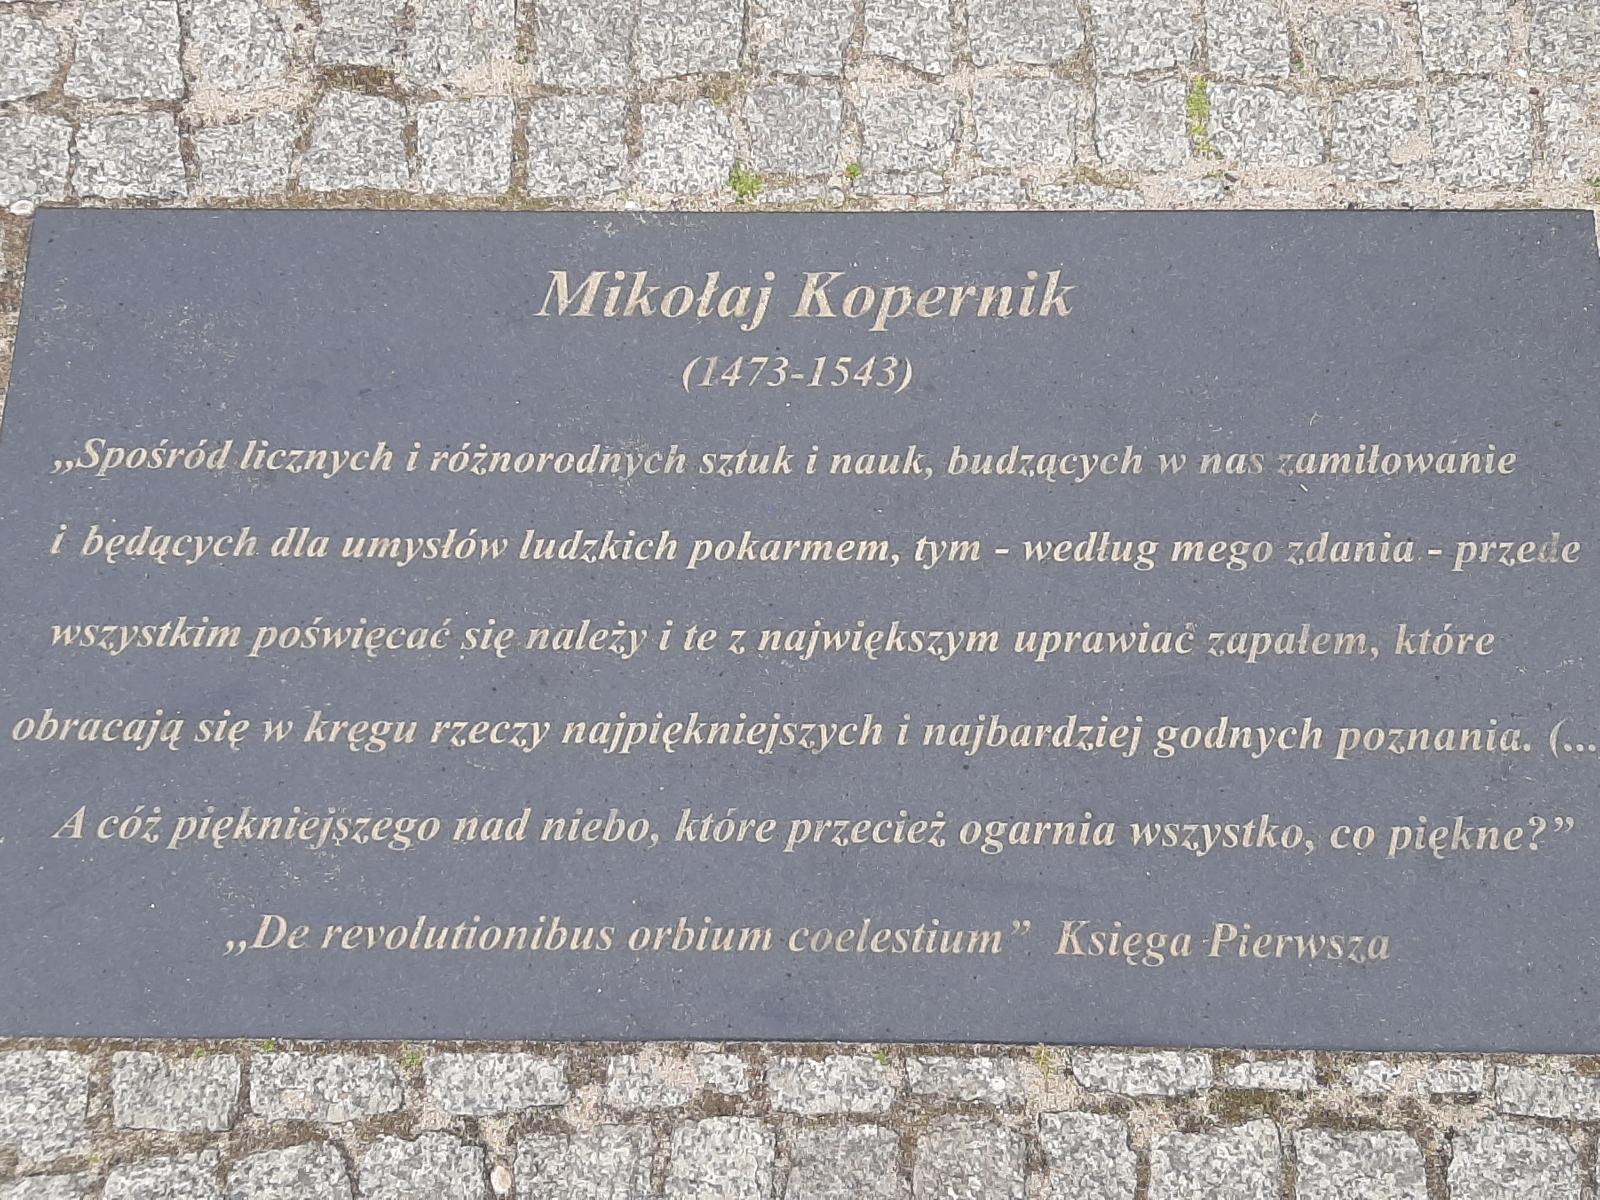 Mikołaj Kopernik
(1473-1543)
„Spośród licznych i różnorodnych sztuk i nauk, budzących w nas zamiłowanie
i będących dla umysłów ludzkich pokarmem, tym - według mego zdania - przede
wszystkim poświęcać się należy i te z największym uprawiać zapałem, które
obracają się w kręgu rzeczy najpiękniejszych i najbardziej godnych poznania. (...
A cóż piękniejszego nad niebo, które przecież ogarnia wszystko, co piękne?”
„De revolutionibus orbium coelestium” Księga Pierwsza